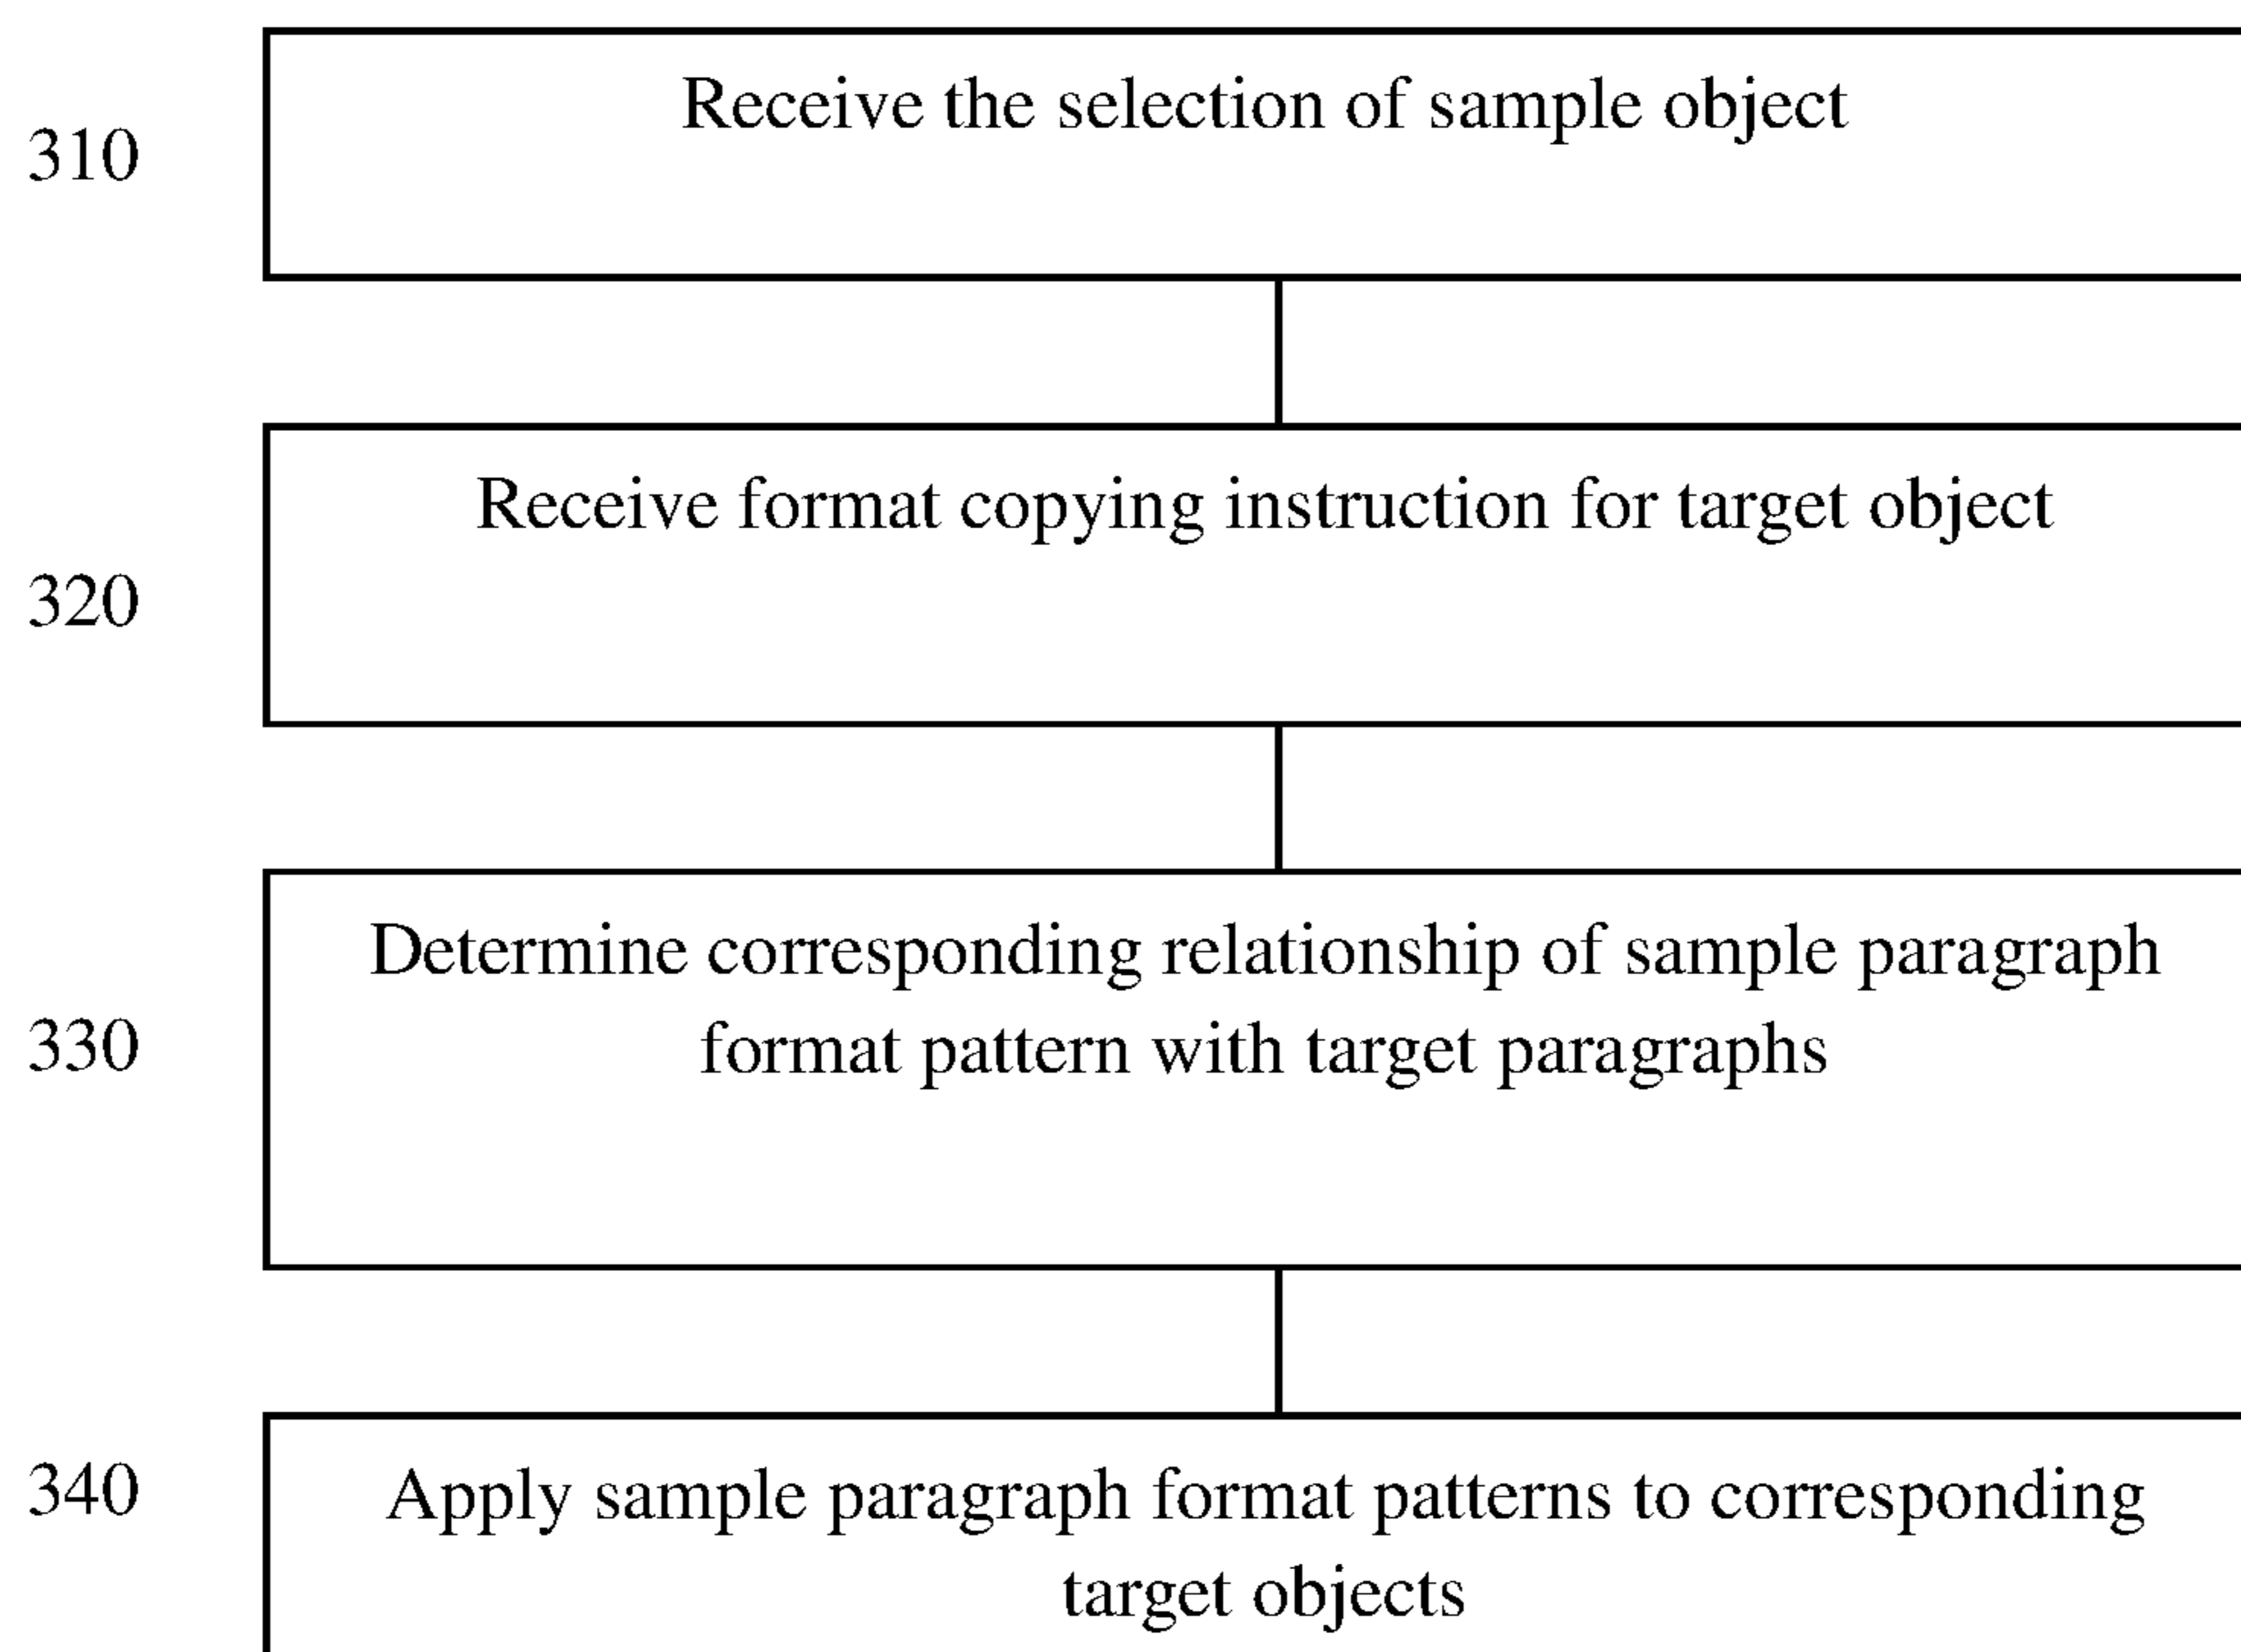 310
Receive the selection of sample object
320
Receive format copying instruction for target object
330
Determine corresponding relationship of sample paragraph
format pattern with target paragraphs
340
Apply sample paragraph format patterns to corresponding
target objects